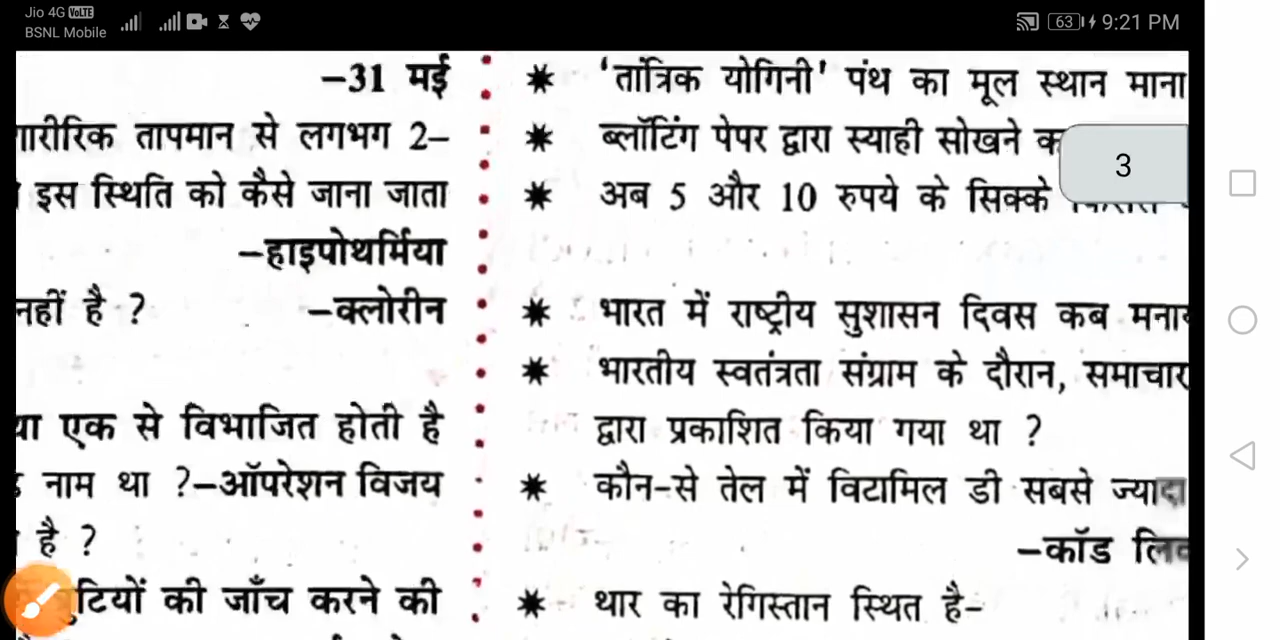 Jio 4G VoLTE
BSNL Mobile
63
9:21 PM
–31 मई
तापमान से लगभग 2–
इस स्थिति को कैसे जाना जाता
–हाइपोथर्मिया
नहीं है ?
–क्लोरीन
एक से विभाजित होती है
नाम था ?–ऑपरेशन विजय
है ?
की जाँच करने की
* 'तांत्रिक योगिनी' पंथ का मूल स्थान माना
* ब्लॉटिंग पेपर द्वारा स्याही सोखने
3
* अब 5 और 10 रुपये के सिक्के
* भारत में राष्ट्रीय सुशासन दिवस कब
* भारतीय स्वतंत्रता संग्राम के दौरान, समाचार
द्वारा प्रकाशित किया गया था ?
* कौन-से तेल में विटामिल डी सबसे ज्यादा
–कॉड
* थार का रेगिस्तान स्थित है–